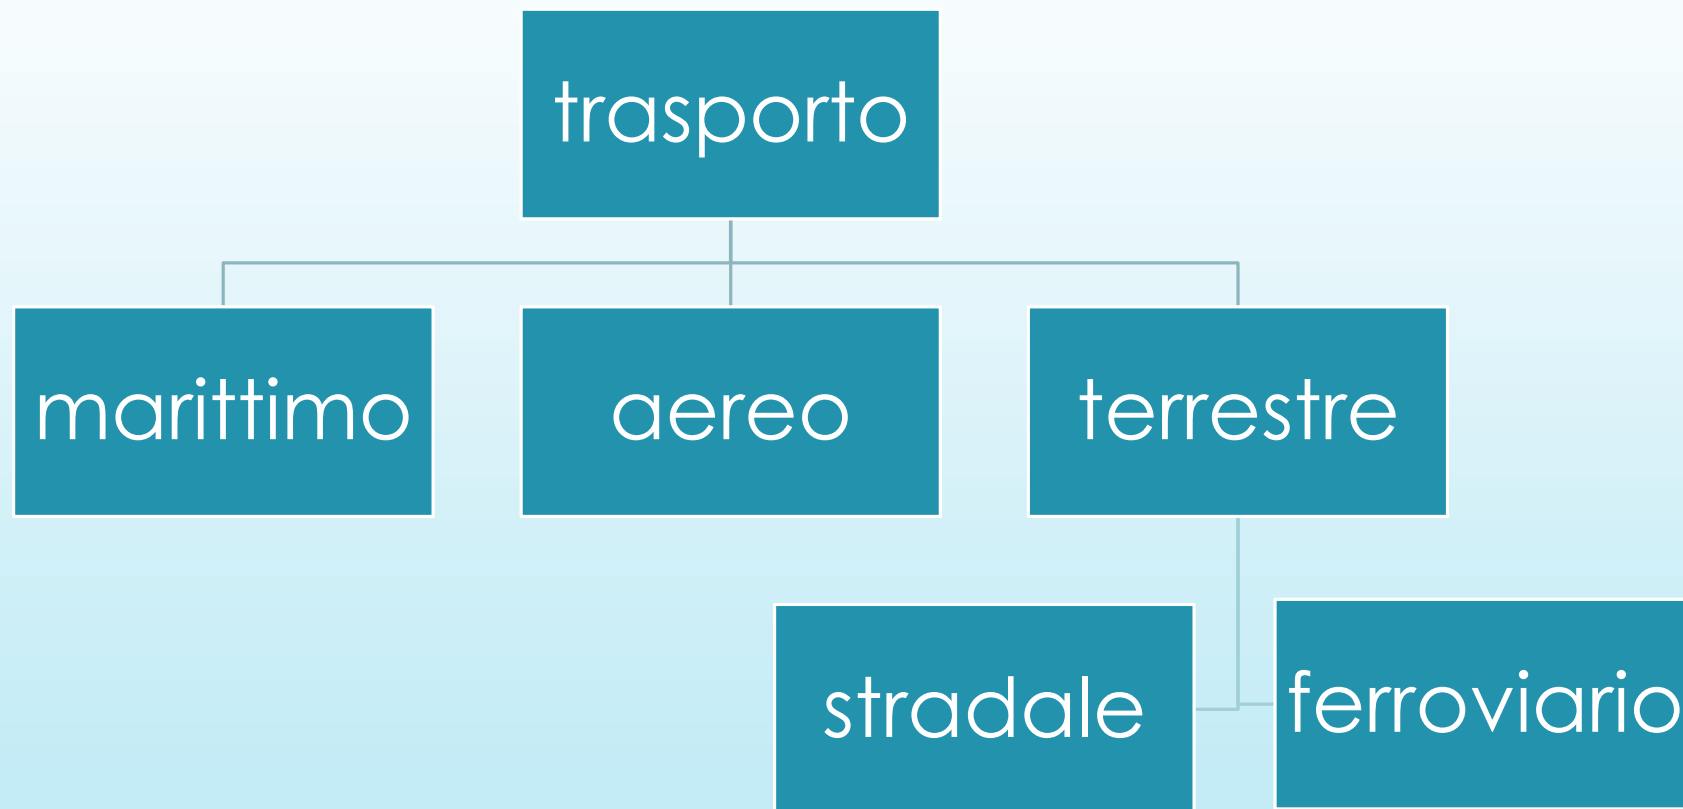 trasporto
marittimo
aereo
terrestre
stradale
ferroviario